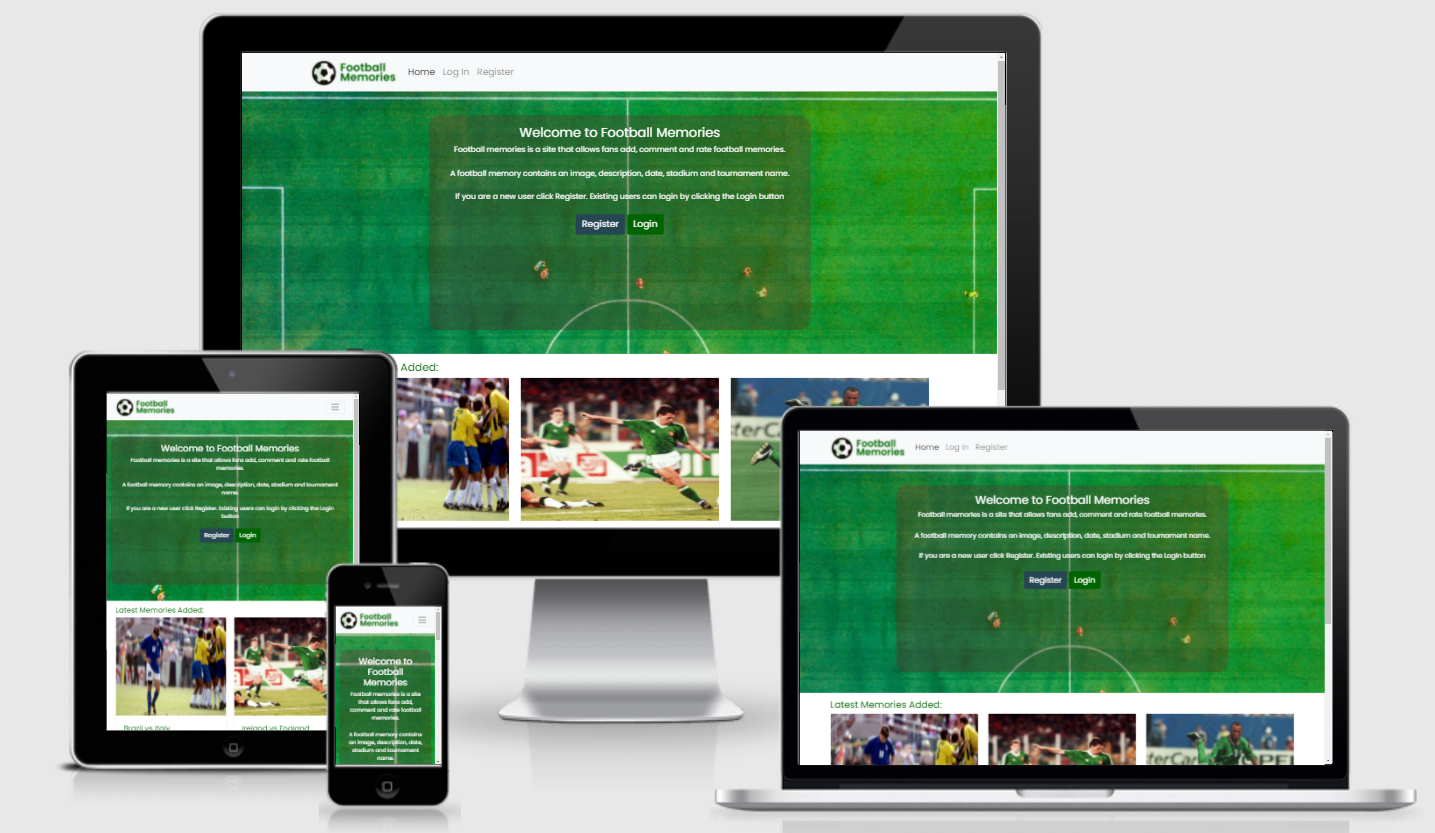 Football
Memories
Home Log In Register
Welcome to Football Memories
Football memories is a site that allows fans add, comment and rate football memories.
A football memory contains an image, description, date, stadium and tournament name.
If you are a new user click Register. Existing users can login by clicking the Login button
Register Login
Added:
Football
Memories
Welcome to Football Memories
Football memories is a site that allows fans add, comment and rate football
memories.
A football memory contains an image, description, date, stadium and tournament
name.
If you are a new user click Register. Existing users can login by clicking the Login
button
Register Login
Latest Memories Added:
Brazil vs Italy
Ireland vs England
Football
Memories
Welcome to
Football
Memories
Football memories is a site
that allows fans add,
comment and rate football
memories.
A football memory contains
an image, description, date,
stadium and tournament
name.
Football
Memories
Home Log In Register
Welcome to Football Memories
Football memories is a site that allows fans add, comment and rate football memories.
A football memory contains an image, description, date, stadium and tournament name.
If you are a new user click Register. Existing users can login by clicking the Login button
Register Login
Latest Memories Added: